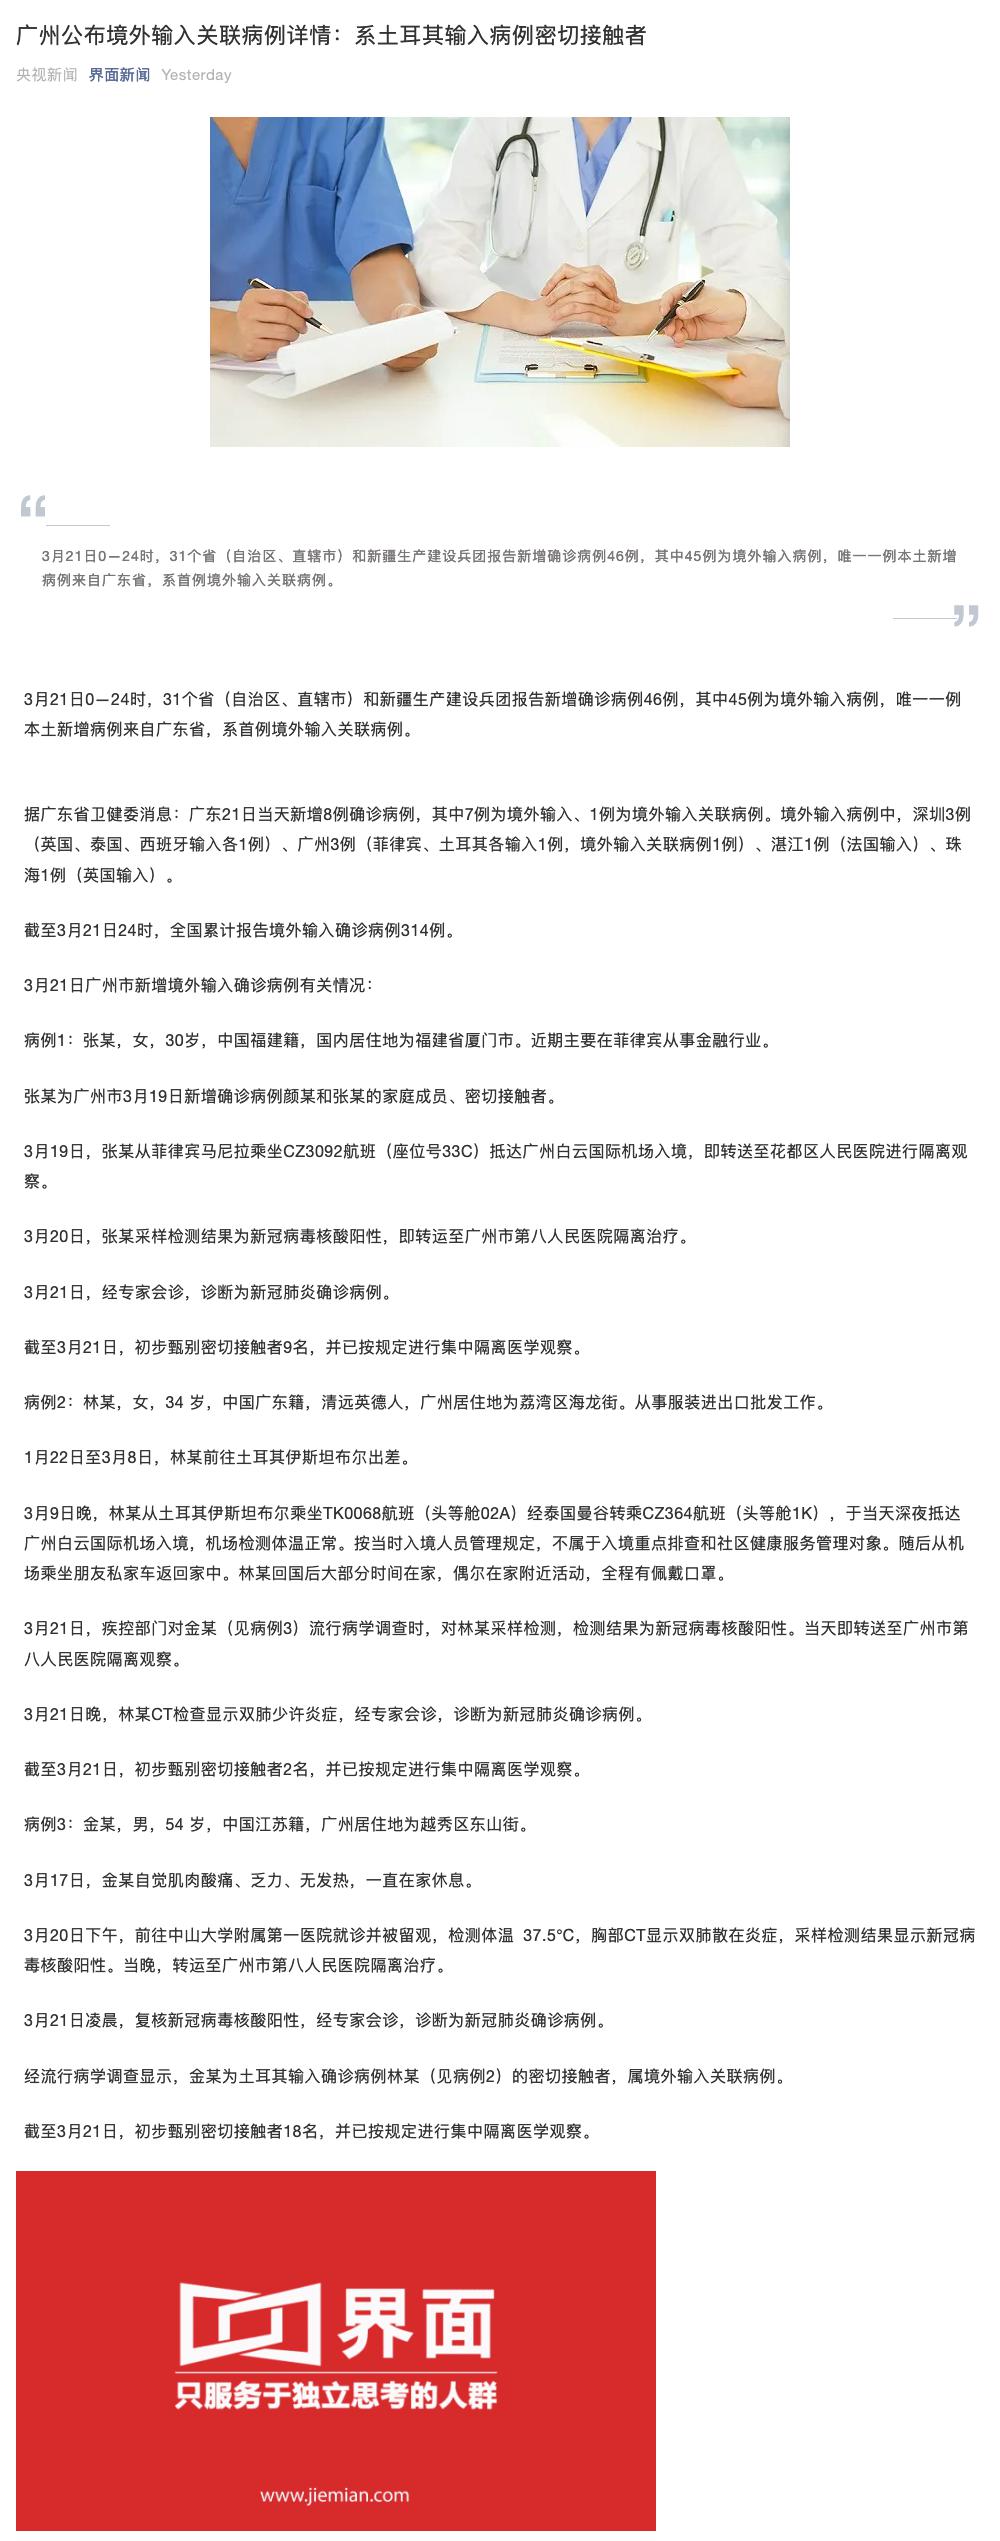 广州公布境外输入关联病例详情：系土耳其输入病例密切接触者
央视新闻 界面新闻 Yesterday
3月21日0—24时，31个省（自治区、直辖市）和新疆生产建设兵团报告新增确诊病例46例，其中45例为境外输入病例，唯一一例本土新增
病例来自广东省，系首例境外输入关联病例。
3月21日0—24时，31个省（自治区、直辖市）和新疆生产建设兵团报告新增确诊病例46例，其中45例为境外输入病例，唯一一例
本土新增病例来自广东省，系首例境外输入关联病例。
据广东省卫健委消息：广东21日当天新增8例确诊病例，其中7例为境外输入、1例为境外输入关联病例。境外输入病例中，深圳3例
（英国、泰国、西班牙输入各1例）、广州3例（菲律宾、土耳其各输入1例，境外输入关联病例1例）、湛江1例（法国输入）、珠
海1例（英国输入）。
截至3月21日24时，全国累计报告境外输入确诊病例314例。
3月21日广州市新增境外输入确诊病例有关情况：
病例1：张某，女，30岁，中国福建籍，国内居住地为福建省厦门市。近期主要在菲律宾从事金融行业。
张某为广州市3月19日新增确诊病例颜某和张某的家庭成员、密切接触者。
3月19日，张某从菲律宾马尼拉乘坐CZ3092航班（座位号33C）抵达广州白云国际机场入境，即转送至花都区人民医院进行隔离观
察。
3月20日，张某采样检测结果为新冠病毒核酸阳性，即转运至广州市第八人民医院隔离治疗。
3月21日，经专家会诊，诊断为新冠肺炎确诊病例。
截至3月21日，初步甄别密切接触者9名，并已按规定进行集中隔离医学观察。
病例2：林某，女，34 岁，中国广东籍，清远英德人，广州居住地为荔湾区海龙街。从事服装进出口批发工作。
1月22日至3月8日，林某前往土耳其伊斯坦布尔出差。
3月9日晚，林某从土耳其伊斯坦布尔乘坐TK0068航班（头等舱02A）经泰国曼谷转乘CZ364航班（头等舱1K），于当天深夜抵达
广州白云国际机场入境，机场检测体温正常。按当时入境人员管理规定，不属于入境重点排查和社区健康服务管理对象。随后从机
场乘坐朋友私家车返回家中。林某回国后大部分时间在家，偶尔在家附近活动，全程有佩戴口罩。
3月21日，疾控部门对金某（见病例3）流行病学调查时，对林某采样检测，检测结果为新冠病毒核酸阳性。当天即转送至广州市第
八人民医院隔离观察。
3月21日晚，林某CT检查显示双肺少许炎症，经专家会诊，诊断为新冠肺炎确诊病例。
截至3月21日，初步甄别密切接触者2名，并已按规定进行集中隔离医学观察。
病例3：金某，男，54 岁，中国江苏籍，广州居住地为越秀区东山街。
3月17日，金某自觉肌肉酸痛、乏力、无发热，一直在家休息。
3月20日下午，前往中山大学附属第一医院就诊并被留观，检测体温 37.5°C，胸部CT显示双肺散在炎症，采样检测结果显示新冠病
毒核酸阳性。当晚，转运至广州市第八人民医院隔离治疗。
3月21日凌晨，复核新冠病毒核酸阳性，经专家会诊，诊断为新冠肺炎确诊病例。
经流行病学调查显示，金某为土耳其输入确诊病例林某（见病例2）的密切接触者，属境外输入关联病例。
截至3月21日，初步甄别密切接触者18名，并已按规定进行集中隔离医学观察。
界面
只服务于独立思考的人群
www.jiemian.com